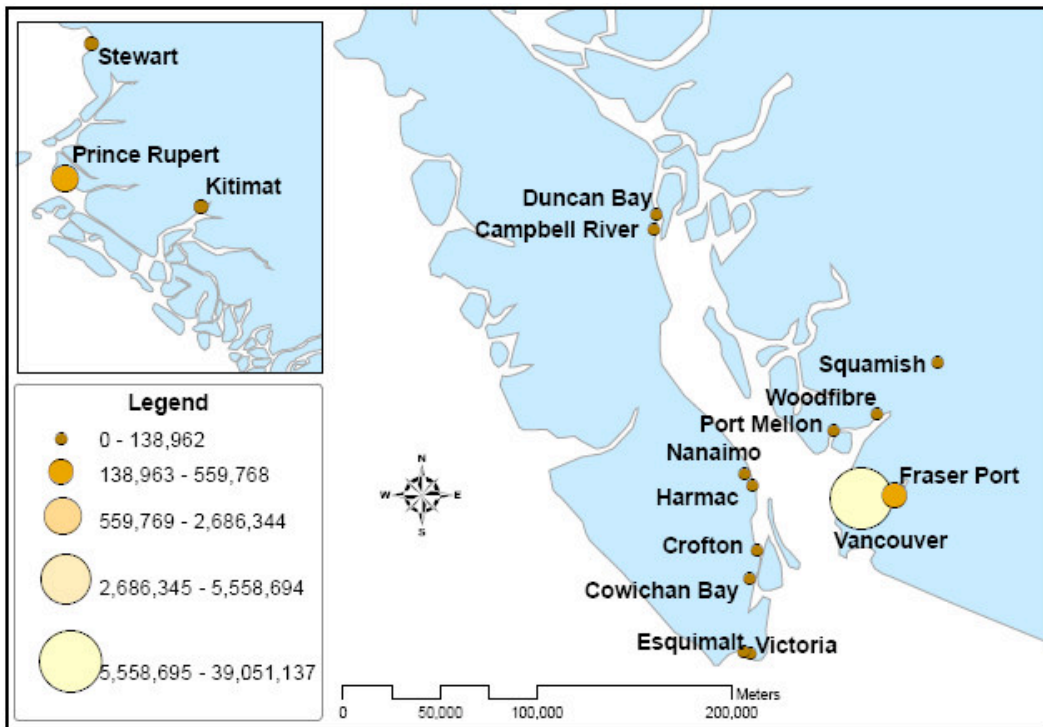 Stewart
Prince Rupert
Kitimat
Duncan Bay
Campbell River
Squamish
Woodfibre
Port Mellon
Nanaimo
Fraser Port
Harmac
Vancouver
Crofton
Cowichan Bay
Esquimalt
Victoria
N
W E
S
Legend
0 - 138,962
138,963 - 559,768
559,769 - 2,686,344
2,686,345 - 5,558,694
5,558,695 - 39,051,137
Meters
0 50,000 100,000 200,000